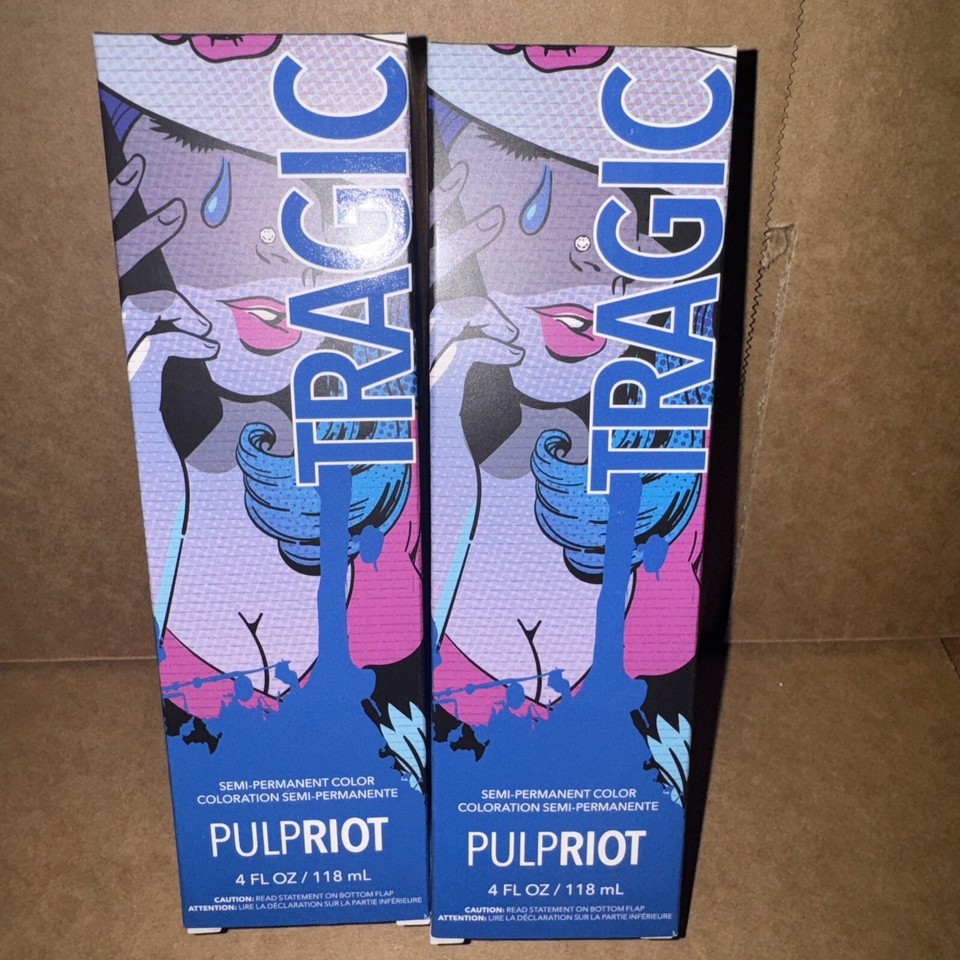 TRAGIC
SEMI-PERMANENT COLOR
COLORATION SEMI-PERMANENTE
PULPRIOT
4 FL OZ / 118 mL
CAUTION: READ STATEMENT ON BOTTOM FLAP
ATTENTION: LIRE LA DÉCLARATION SUR LA PARTIE INFÉRIEURE
TRAGIC
SEMI-PERMANENT COLOR
COLORATION SEMI-PERMANENTE
PULPRIOT
4 FL OZ / 118 mL
CAUTION: READ STATEMENT ON BOTTOM FLAP
ATTENTION: LIRE LA DÉCLARATION SUR LA PARTIE INFÉRIEURE